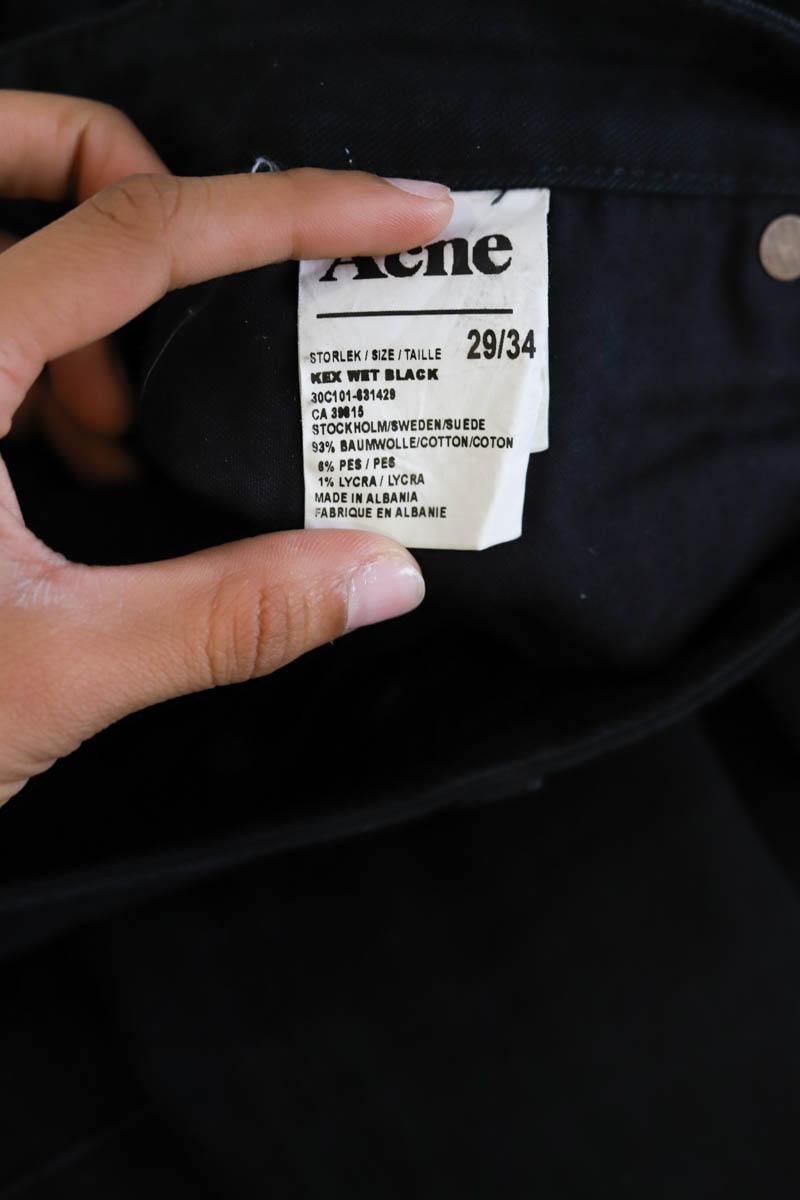 Acne
STORLEK / SIZE / TAILLE 29/34
KEX WET BLACK
30C101-631429
CA 39815
STOCKHOLM/SWEDEN/SUEDE
93% BAUMWOLLE/COTTON/COTON
6% PES / PES
1% LYCRA / LYCRA
MADE IN ALBANIA
FABRIQUE EN ALBANIE